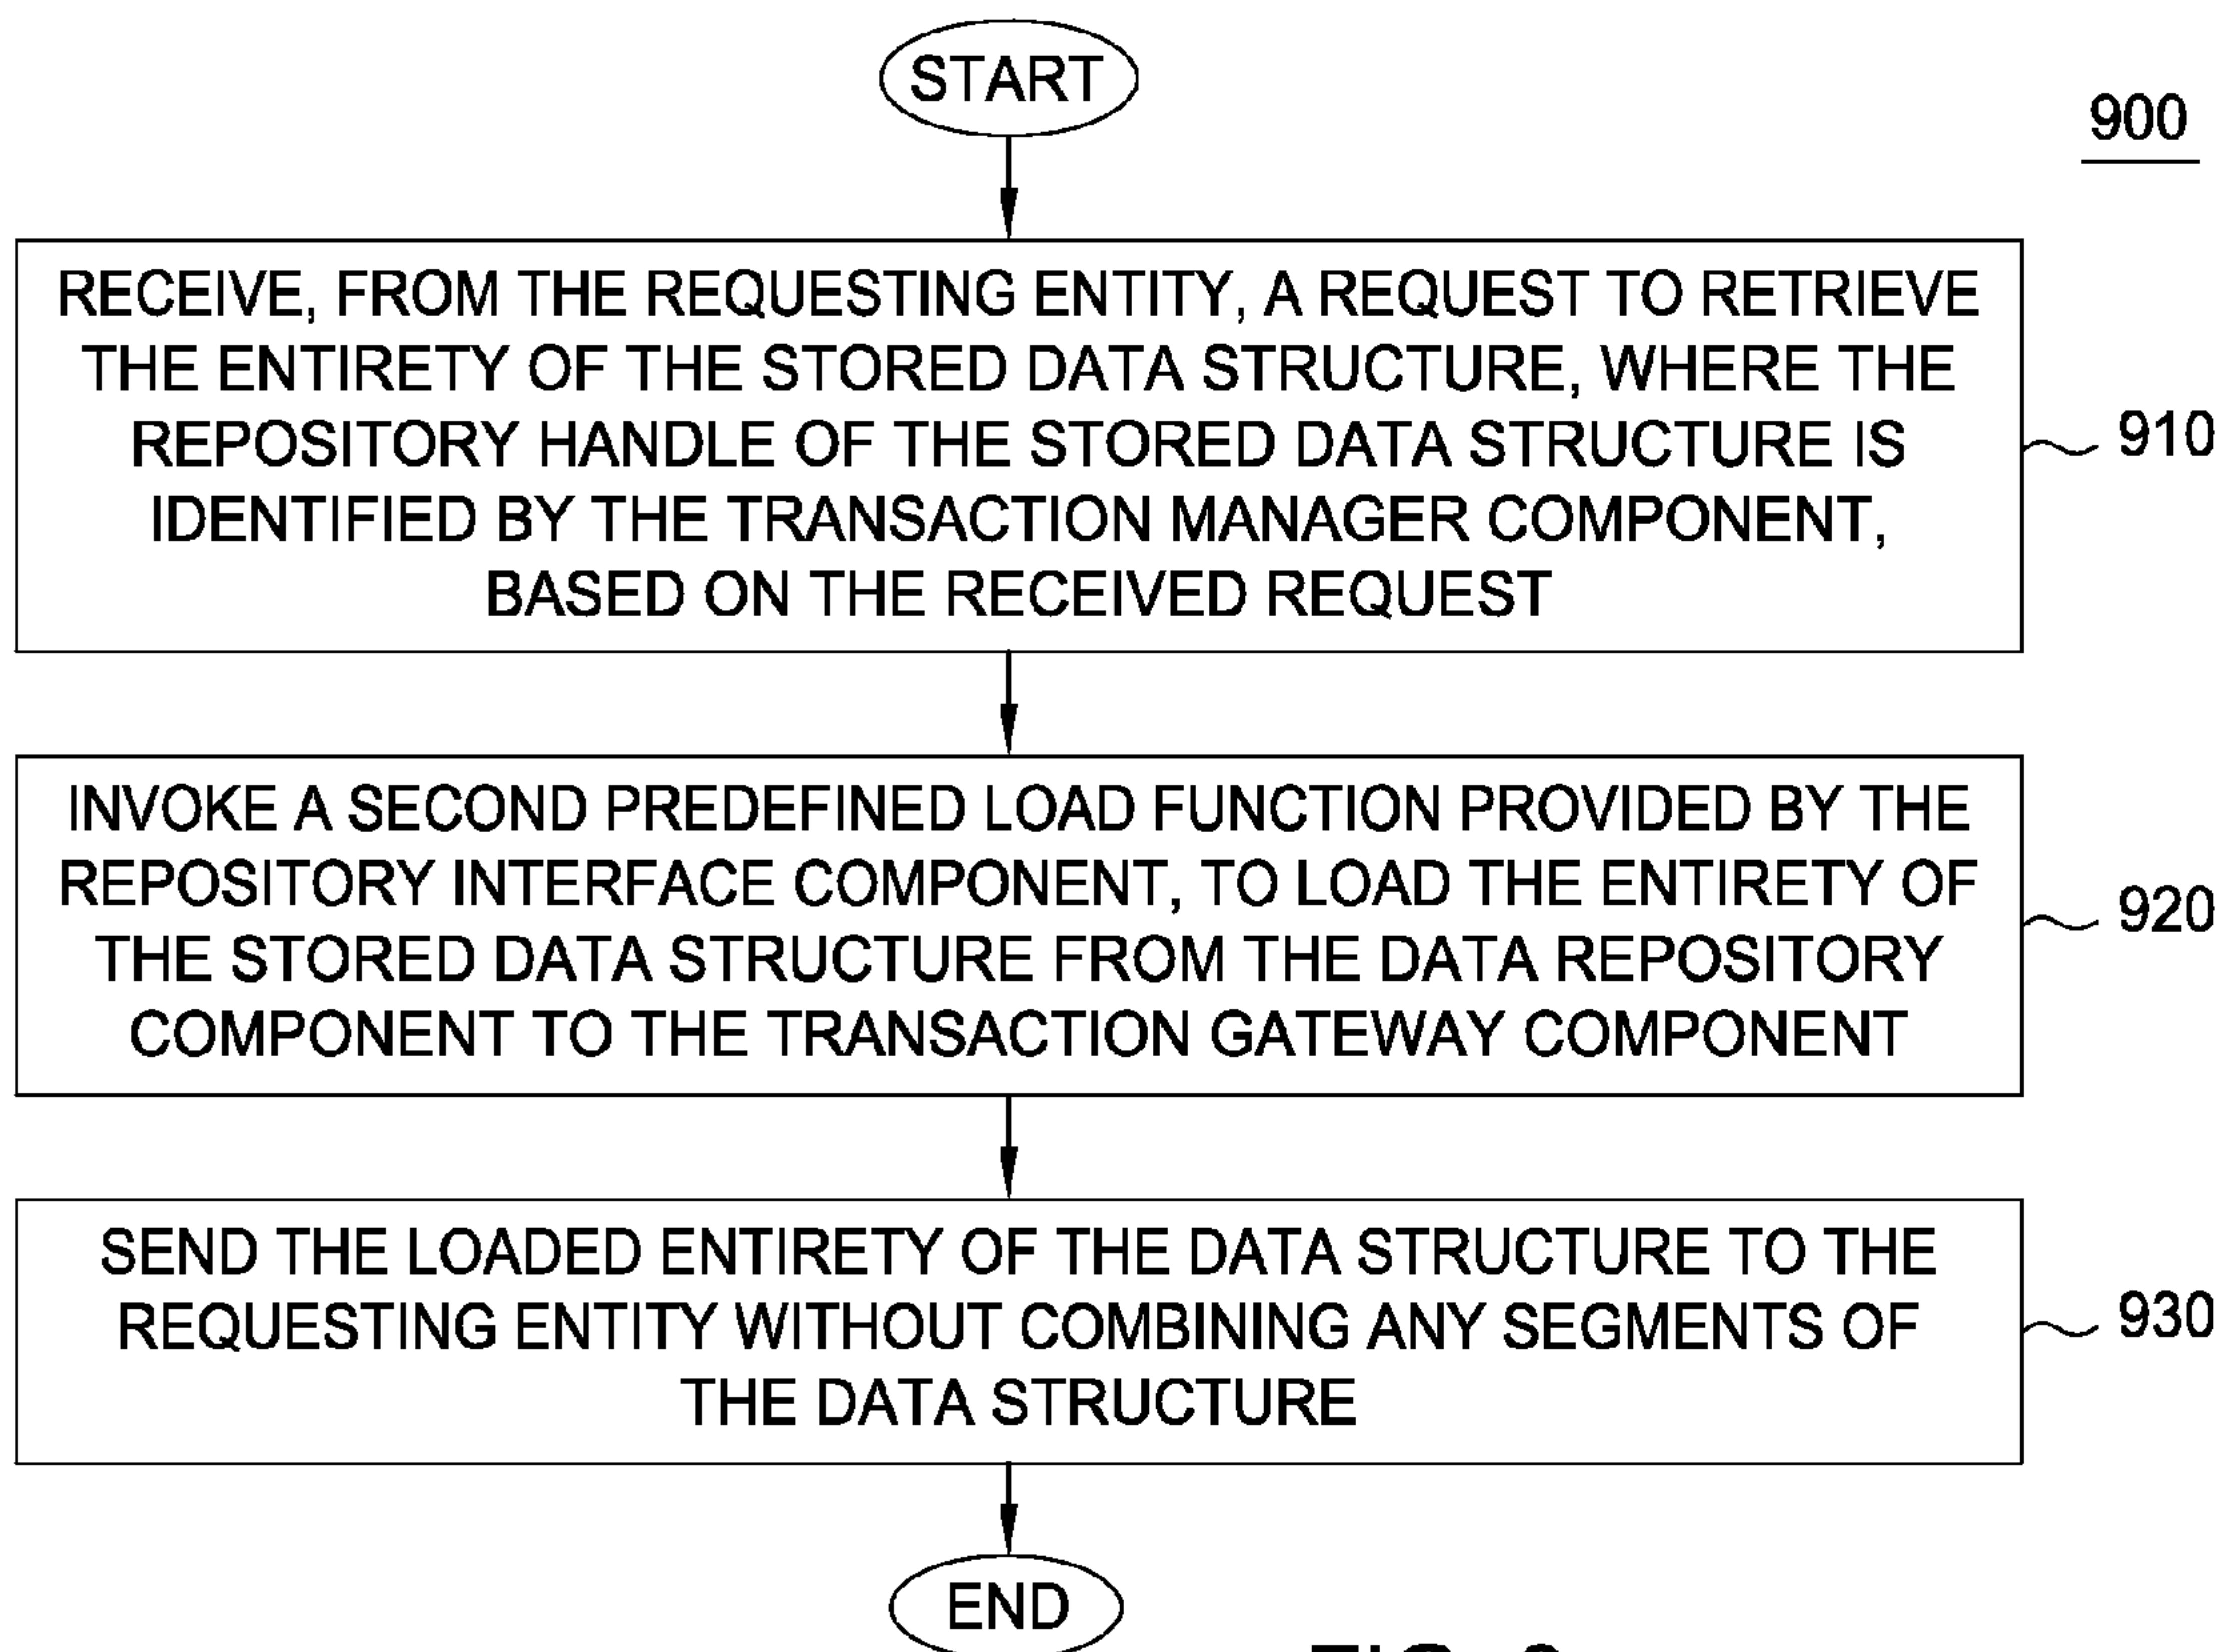 START
900
RECEIVE, FROM THE REQUESTING ENTITY, A REQUEST TO RETRIEVE
THE ENTIRETY OF THE STORED DATA STRUCTURE, WHERE THE
REPOSITORY HANDLE OF THE STORED DATA STRUCTURE IS
IDENTIFIED BY THE TRANSACTION MANAGER COMPONENT,
BASED ON THE RECEIVED REQUEST
910
INVOKE A SECOND PREDEFINED LOAD FUNCTION PROVIDED BY THE
REPOSITORY INTERFACE COMPONENT, TO LOAD THE ENTIRETY OF
THE STORED DATA STRUCTURE FROM THE DATA REPOSITORY
COMPONENT TO THE TRANSACTION GATEWAY COMPONENT
920
SEND THE LOADED ENTIRETY OF THE DATA STRUCTURE TO THE
REQUESTING ENTITY WITHOUT COMBINING ANY SEGMENTS OF
THE DATA STRUCTURE
930
END